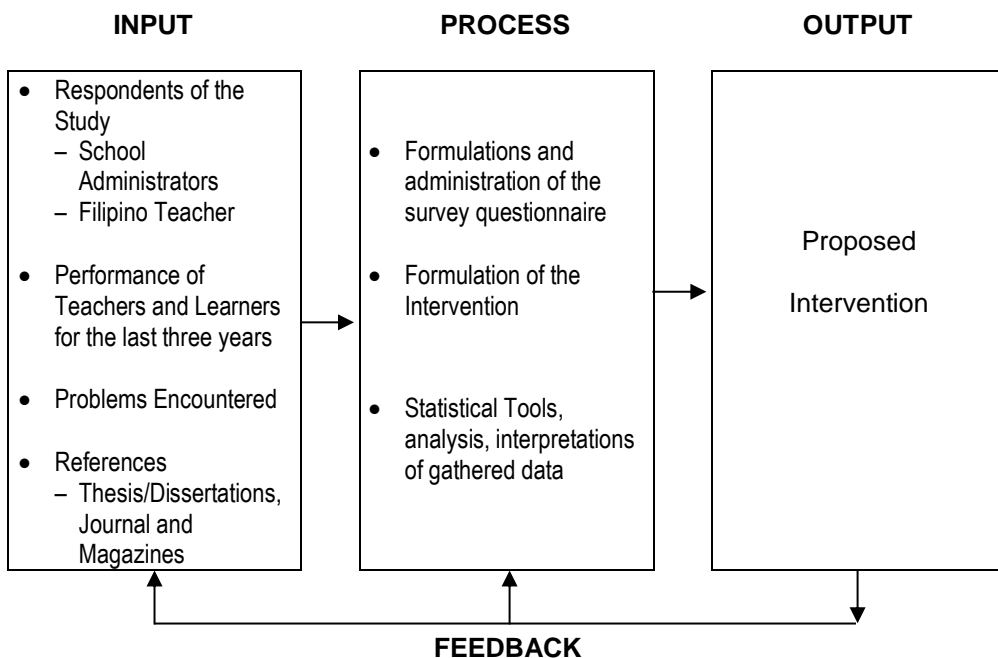 INPUT
PROCESS
OUTPUT
• Respondents of the
Study
– School
Administrators
– Filipino Teacher
• Performance of
Teachers and Learners
for the last three years
• Problems Encountered
• References
– Thesis/Dissertations,
Journal and
Magazines
• Formulations and
administration of the
survey questionnaire
• Formulation of the
Intervention
• Statistical Tools,
analysis, interpretations
of gathered data
Proposed
Intervention
FEEDBACK